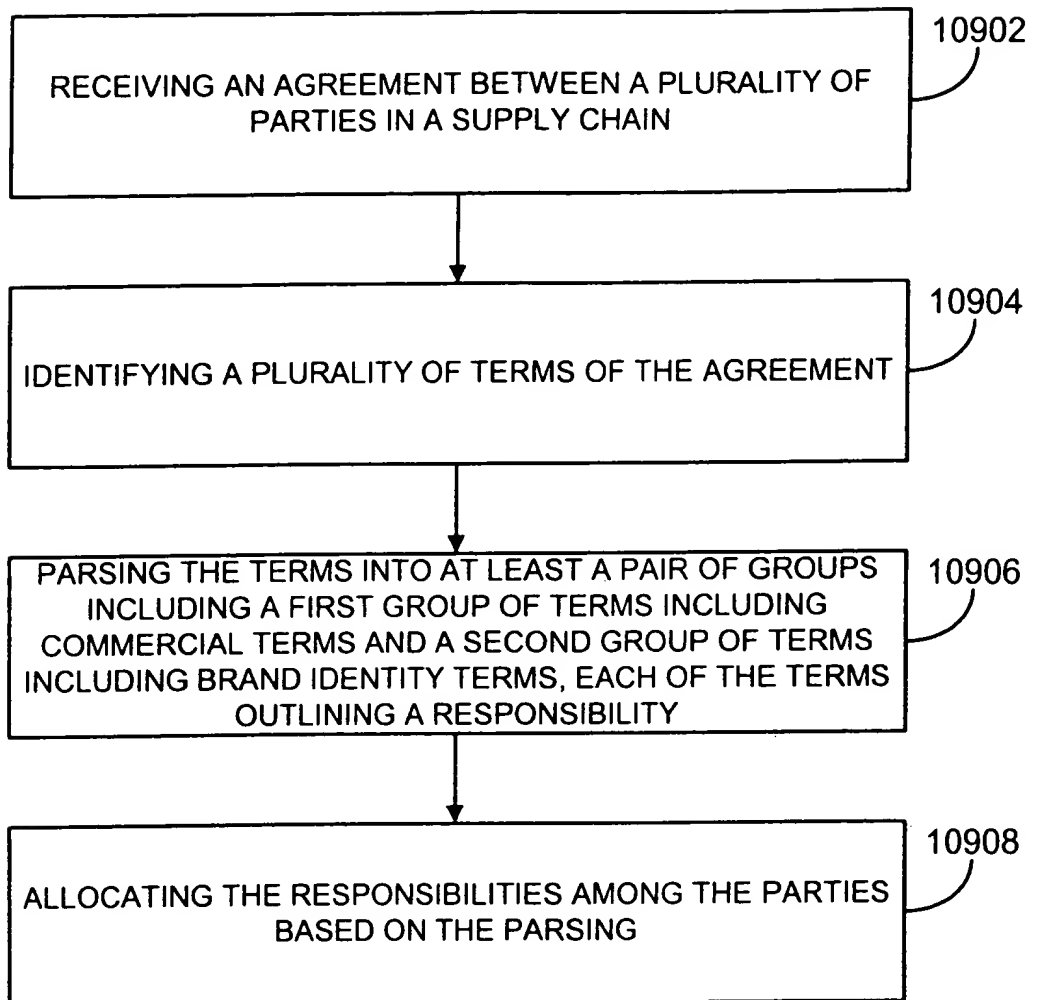 10902
RECEIVING AN AGREEMENT BETWEEN A PLURALITY OF
PARTIES IN A SUPPLY CHAIN
10904
IDENTIFYING A PLURALITY OF TERMS OF THE AGREEMENT
10906
PARSING THE TERMS INTO AT LEAST A PAIR OF GROUPS
INCLUDING A FIRST GROUP OF TERMS INCLUDING
COMMERCIAL TERMS AND A SECOND GROUP OF TERMS
INCLUDING BRAND IDENTITY TERMS, EACH OF THE TERMS
OUTLINING A RESPONSIBILITY
10908
ALLOCATING THE RESPONSIBILITIES AMONG THE PARTIES
BASED ON THE PARSING